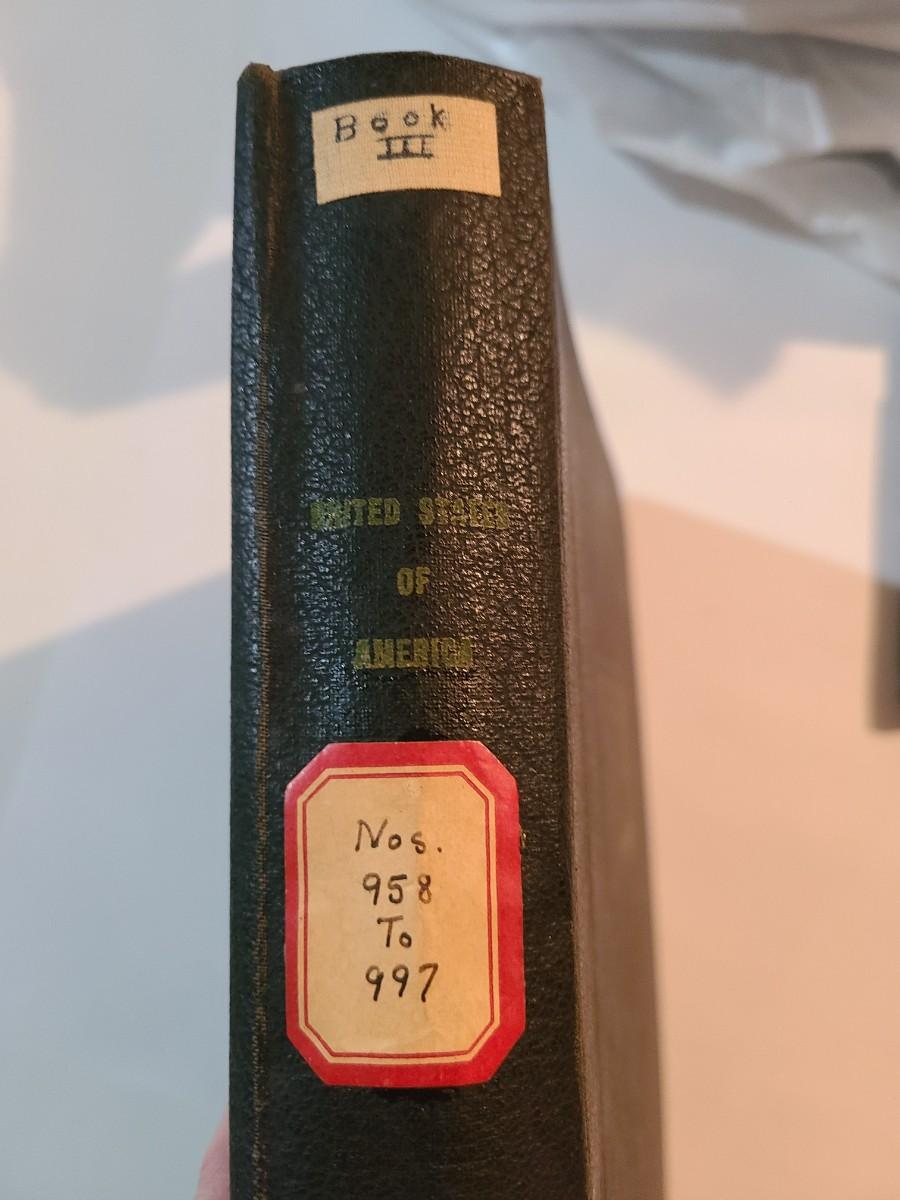 Book
III
UNITED STATES
OF
AMERICA
Nos.
958
To
997